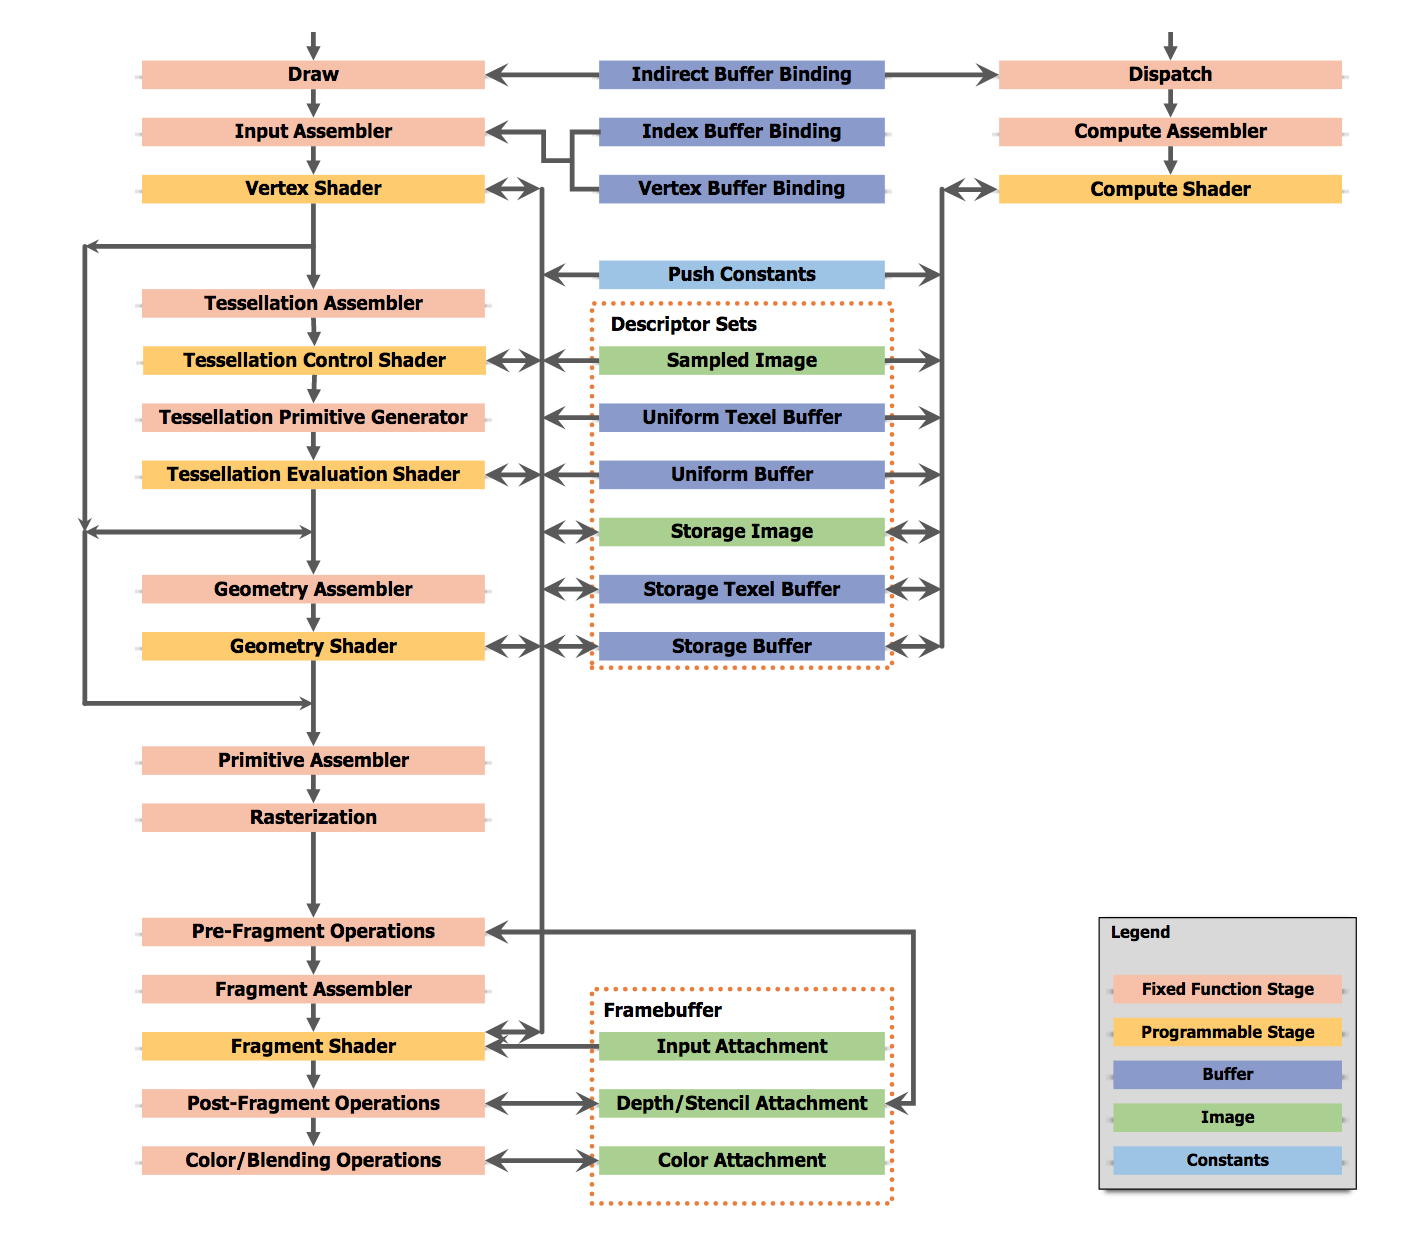 Draw
Indirect Buffer Binding
Dispatch
Input Assembler
Index Buffer Binding
Compute Assembler
Vertex Shader
Vertex Buffer Binding
Compute Shader
Push Constants
Tessellation Assembler
Descriptor Sets
Tessellation Control Shader
Sampled Image
Tessellation Primitive Generator
Uniform Texel Buffer
Tessellation Evaluation Shader
Uniform Buffer
Storage Image
Geometry Assembler
Storage Texel Buffer
Geometry Shader
Storage Buffer
Primitive Assembler
Rasterization
Pre-Fragment Operations
Fragment Assembler
Framebuffer
Fragment Shader
Input Attachment
Post-Fragment Operations
Depth/Stencil Attachment
Color/Blending Operations
Color Attachment
Legend
Fixed Function Stage
Programmable Stage
Buffer
Image
Constants